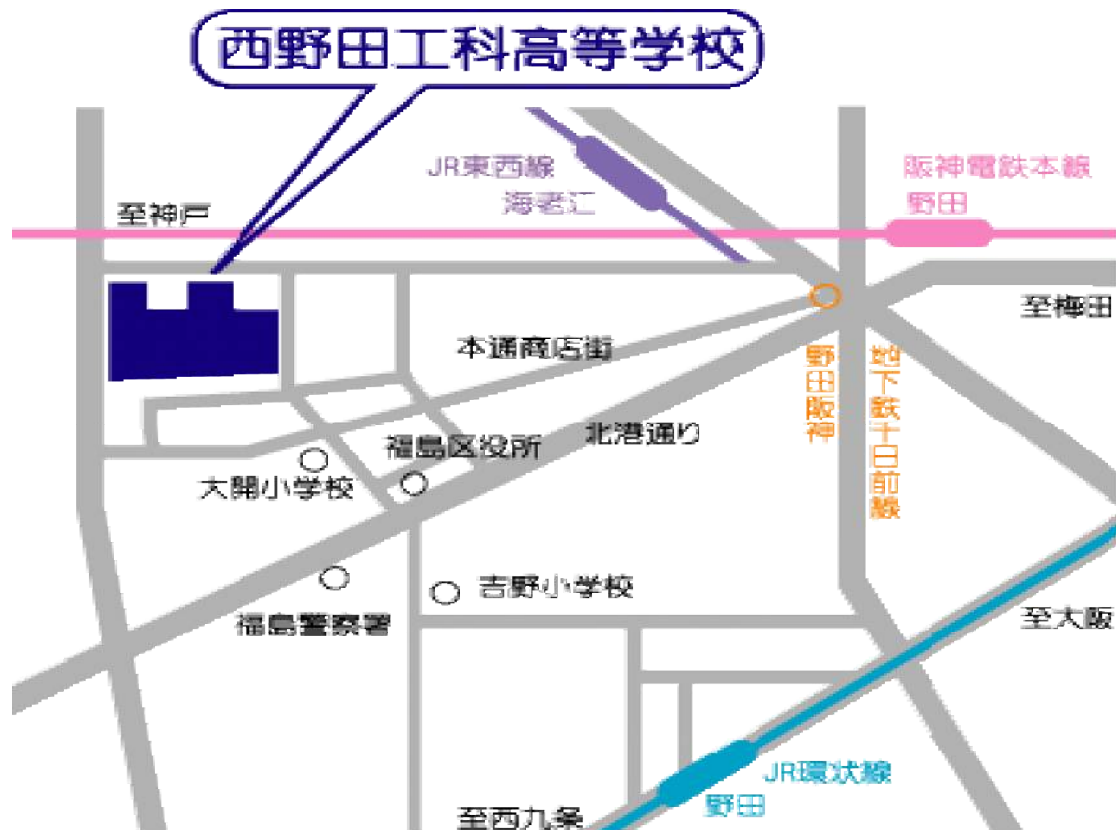 西野田工科高等学校
JR東西線
海老江
阪神電鉄本線
野田
至神戸
至梅田
本通商店街
野田阪神
地下鉄千日前線
北港通り
福島区役所
大開小学校
吉野小学校
福島警察署
至大阪
JR環状線
野田
至西九条